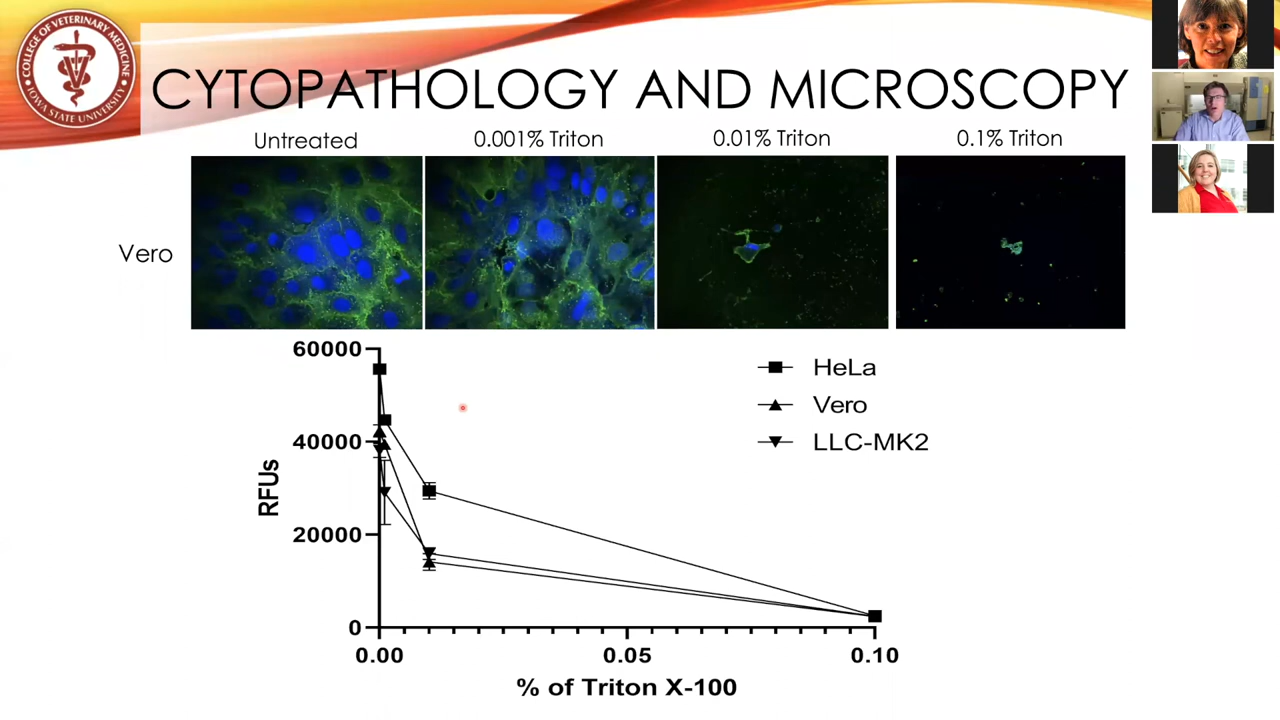 COLLEGE OF VETERINARY MEDICINE
IOWA STATE UNIVERSITY
CYTOPATHOLOGY AND MICROSCOPY
Untreated 0.001% Triton 0.01% Triton 0.1% Triton
Vero
60000
40000
20000
0
RFUs
HeLa
Vero
LLC-MK2
0.00 0.05 0.10
% of Triton X-100